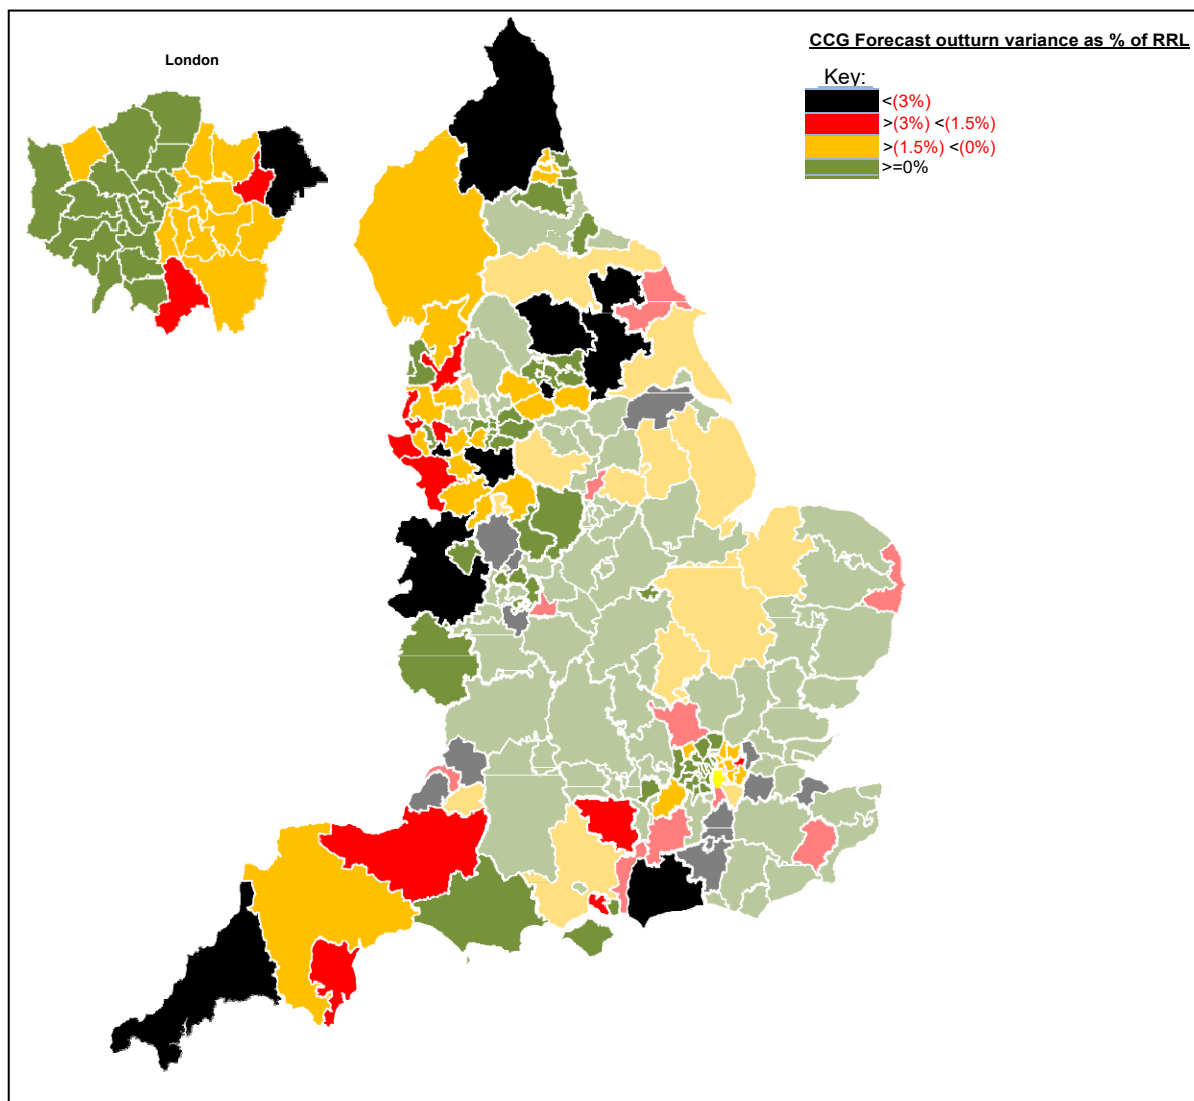 CCG Forecast outturn variance as % of RRL
London
Key:
<(3%)
>(3%) <(1.5%)
>(1.5%) <(0%)
>=0%